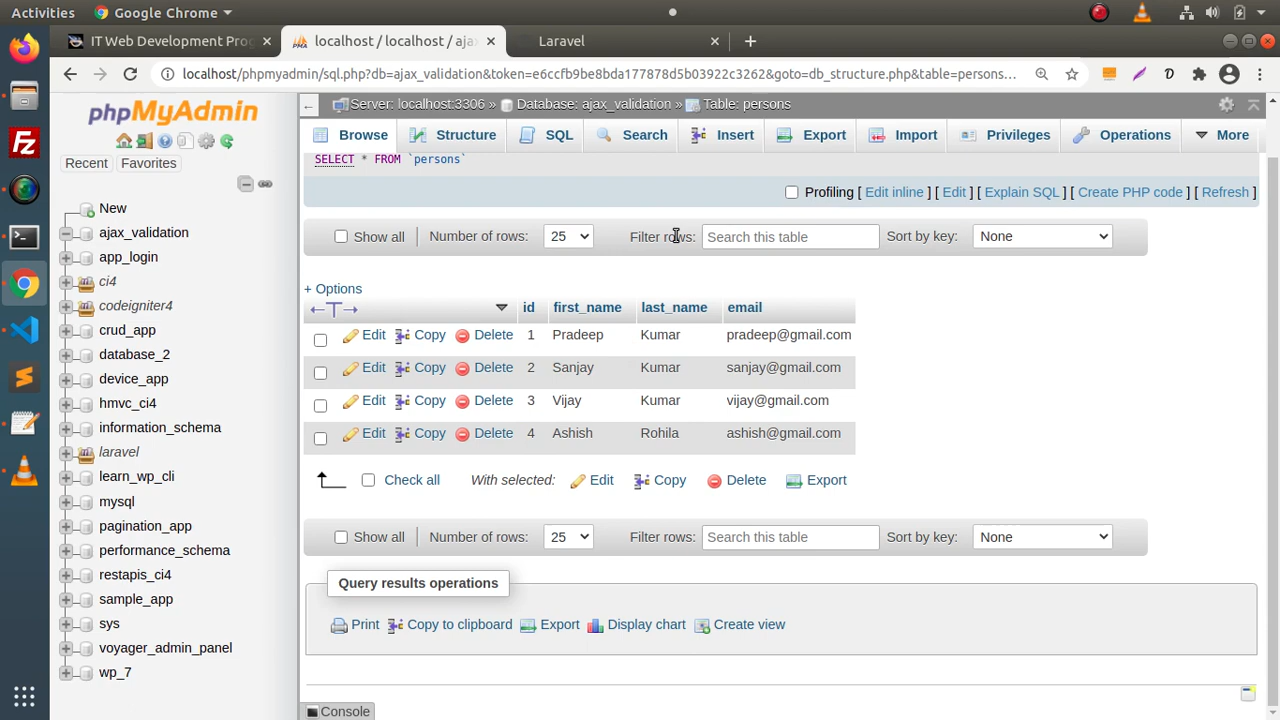 Activities Google Chrome
IT Web Development Prog
localhost / localhost / ajax
Laravel
localhost/phpmyadmin/sql.php?db=ajax_validation&token=e6ccfb9be8bda177878d5b03922c3262&goto=db_structure.php&table=persons…
phpMyAdmin
Recent Favorites
New
ajax_validation
app_login
ci4
codeigniter4
crud_app
database_2
device_app
hmvc_ci4
information_schema
laravel
learn_wp_cli
mysql
pagination_app
performance_schema
restapis_ci4
sample_app
sys
voyager_admin_panel
wp_7
Server: localhost:3306 » Database: ajax_validation » Table: persons
Browse Structure SQL Search Insert Export Import Privileges Operations More
SELECT * FROM `persons`
Profiling [ Edit inline ] [ Edit ] [ Explain SQL ] [ Create PHP code ] [ Refresh ]
Show all Number of rows: 25 Filter rows: Search this table Sort by key: None
+ Options
←T→ id first_name last_name email
Edit Copy Delete 1 Pradeep Kumar pradeep@gmail.com
Edit Copy Delete 2 Sanjay Kumar sanjay@gmail.com
Edit Copy Delete 3 Vijay Kumar vijay@gmail.com
Edit Copy Delete 4 Ashish Rohila ashish@gmail.com
Check all With selected: Edit Copy Delete Export
Show all Number of rows: 25 Filter rows: Search this table Sort by key: None
Query results operations
Print Copy to clipboard Export Display chart Create view
Console